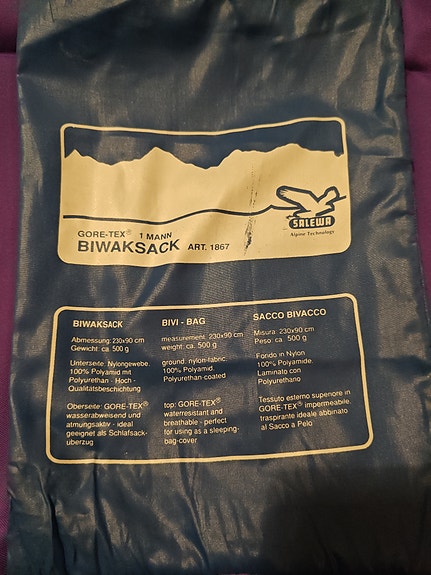 SALEWA
Alpine Technology
GORE-TEX® 1 MANN
BIWAKSACK ART. 1867
BIWAKSACK
Abmessung: 230x90 cm
Gewicht: ca. 500 g
Unterseite: Nylongewebe,
100% Polyamid mit
Polyurethan - Hoch -
Qualitätsbeschichtung
Oberseite: GORE-TEX®
wasserabweisend und
atmungsaktiv - ideal
geeignet als Schlafsack-
überzug
BIVI - BAG
measurement: 230x90 cm
weight: ca. 500 g
ground: nylon-fabric.
100% Polyamid.
Polyurethan coated
top: GORE-TEX®
waterresistant and
breathable - perfect
for using as a sleeping-
bag-cover
SACCO BIVACCO
Misura: 230x90 cm
Peso: ca. 500 g
Fondo in Nylon
100% Polyamide.
Laminato con
Polyuretano
Tessuto esterno superiore in
GORE-TEX® impermeabile
traspirante ideale abbinato
al Sacco a Pelo